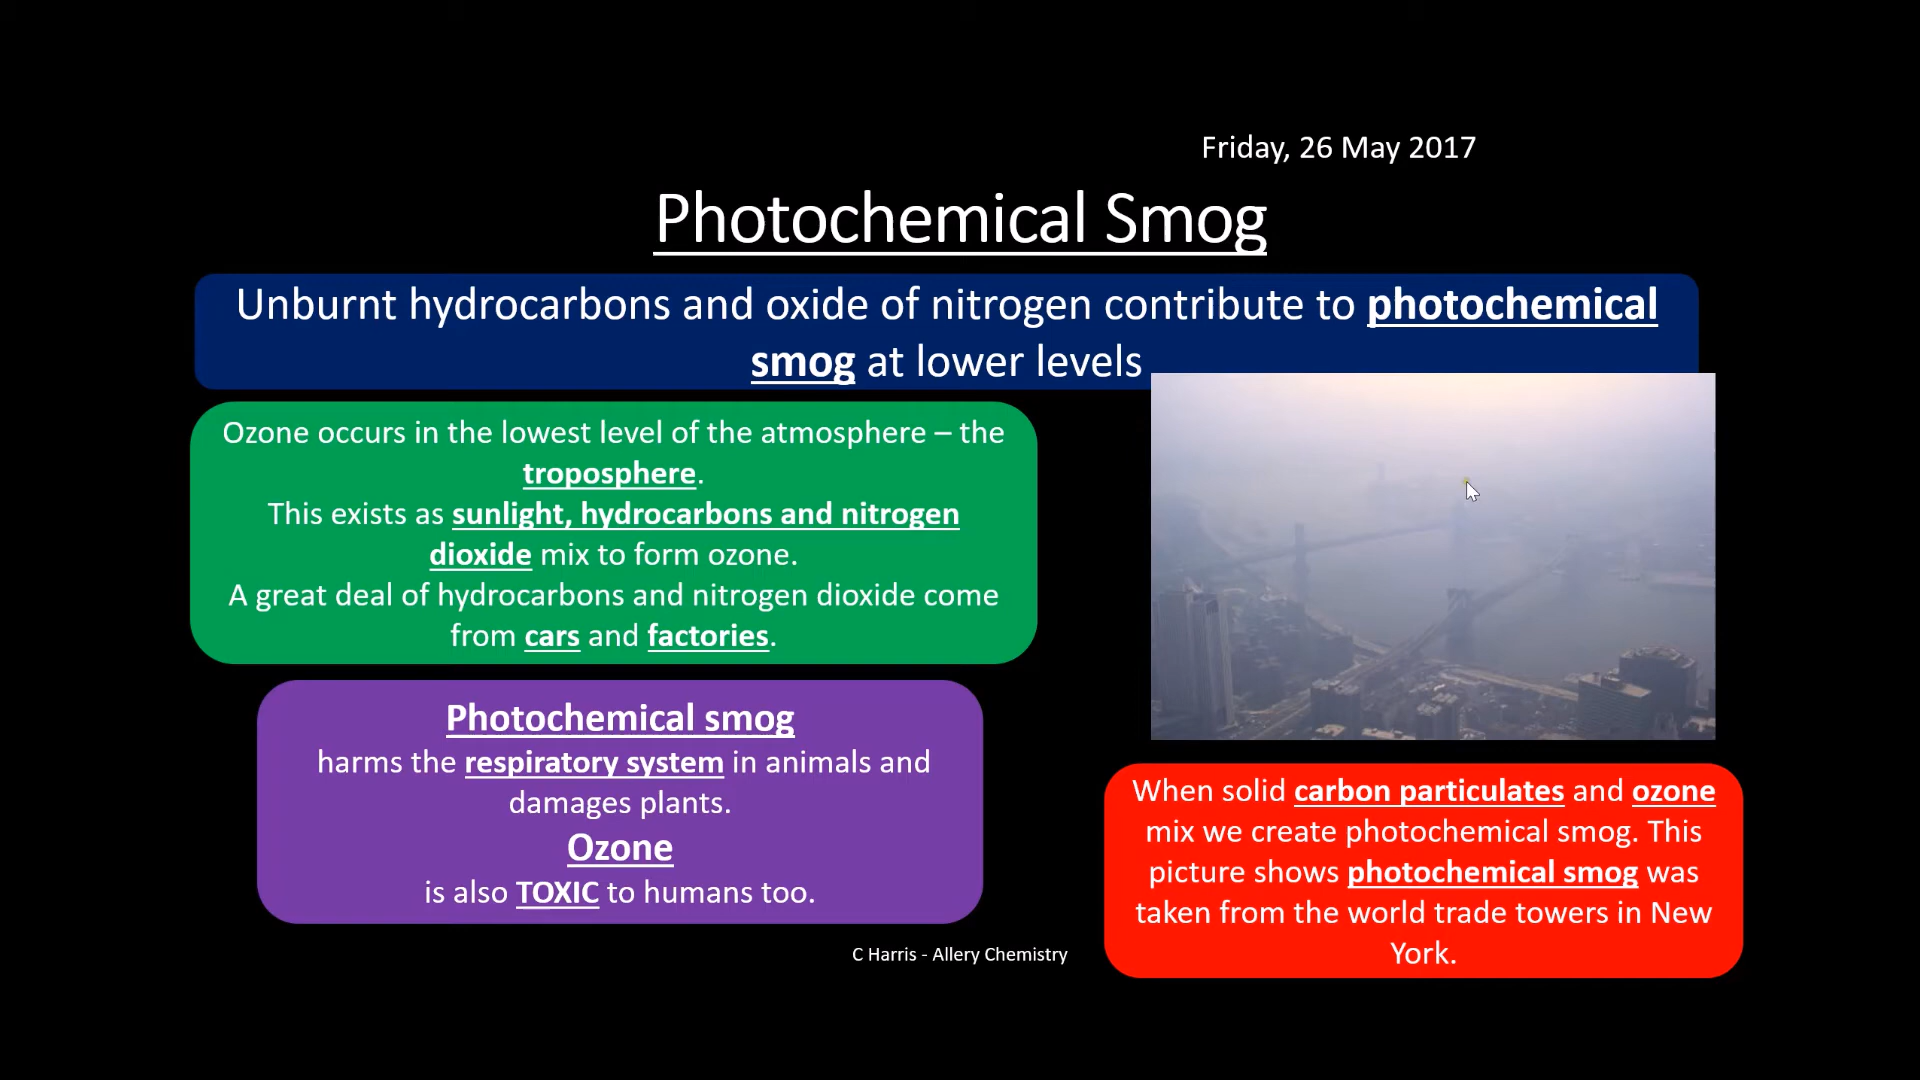 Friday, 26 May 2017
Photochemical Smog
Unburnt hydrocarbons and oxide of nitrogen contribute to photochemical
smog at lower levels
Ozone occurs in the lowest level of the atmosphere – the
troposphere.
This exists as sunlight, hydrocarbons and nitrogen
dioxide mix to form ozone.
A great deal of hydrocarbons and nitrogen dioxide come
from cars and factories.
Photochemical smog
harms the respiratory system in animals and
damages plants.
Ozone
is also TOXIC to humans too.
When solid carbon particulates and ozone
mix we create photochemical smog. This
picture shows photochemical smog was
taken from the world trade towers in New
York.
C Harris - Allery Chemistry